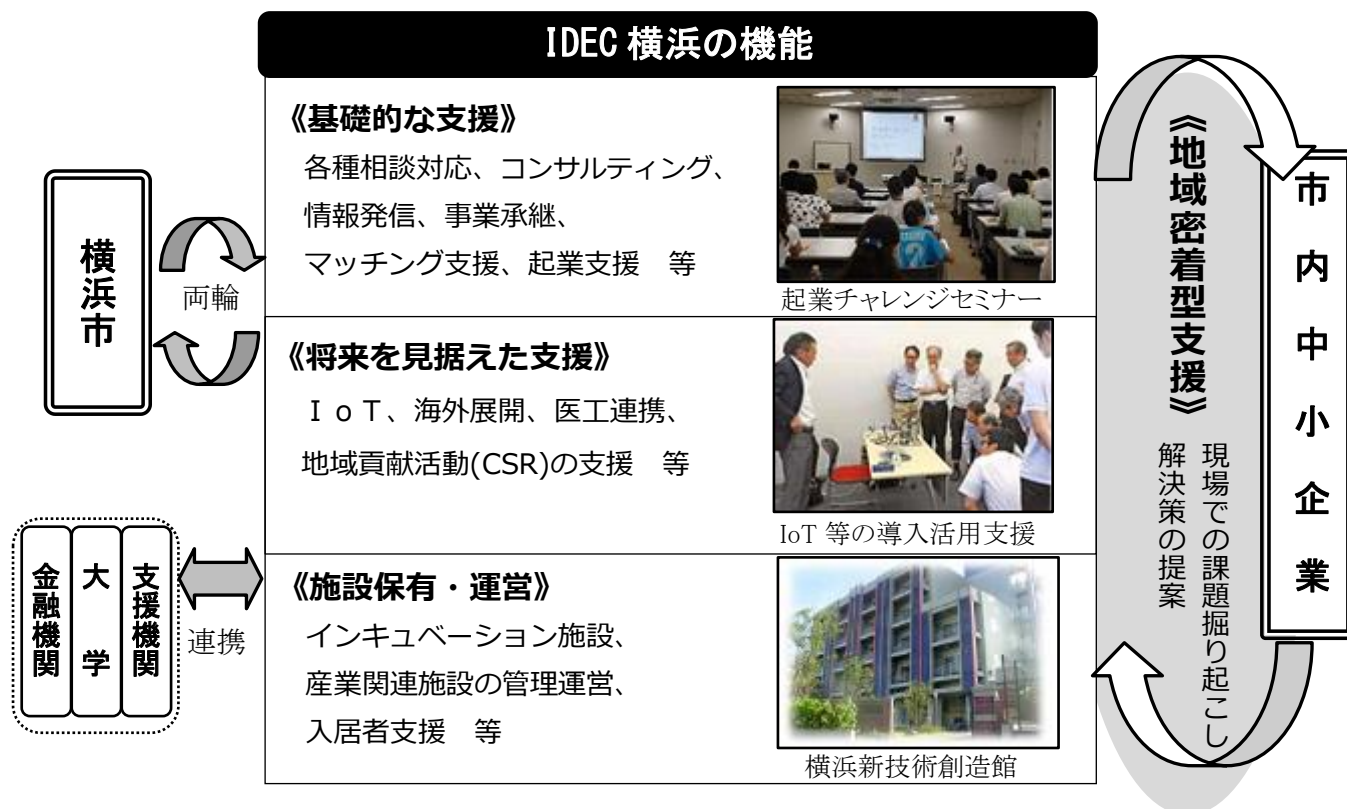 IDEC 横浜の機能
横浜市
両輪
金融機関
大学
支援機関
連携
《基礎的な支援》
各種相談対応、コンサルティング、
情報発信、事業承継、
マッチング支援、起業支援　等
起業チャレンジセミナー
《将来を見据えた支援》
ＩｏＴ、海外展開、医工連携、
地域貢献活動(CSR)の支援　等
IoT 等の導入活用支援
《施設保有・運営》
インキュベーション施設、
産業関連施設の管理運営、
入居者支援　等
横浜新技術創造館
《地域密着型支援》
現場での課題掘り起こし
解決策の提案
市内中小企業